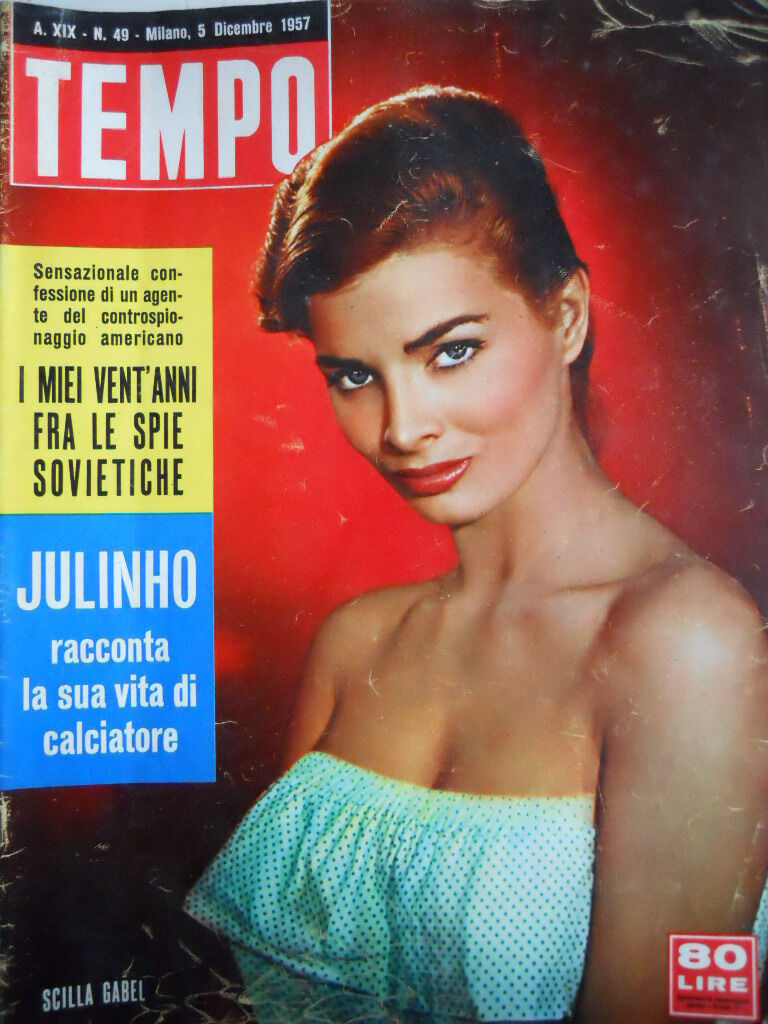 A. XIX - N. 49 - Milano, 5 Dicembre 1957
TEMPO
Sensazionale con-
fessione di un agen-
te del controspio-
naggio americano
I MIEI VENT'ANNI
FRA LE SPIE
SOVIETICHE
JULINHO
racconta
la sua vita di
calciatore
SCILLA GABEL
80
LIRE